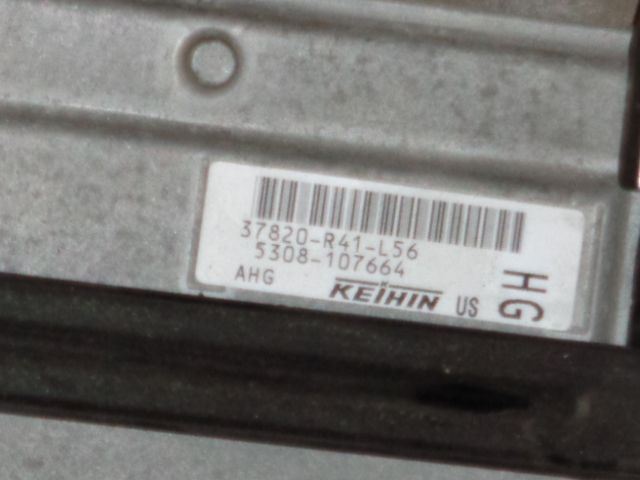 37820-R41-L56
5308-107664
AHG
KEIHIN
US
HG